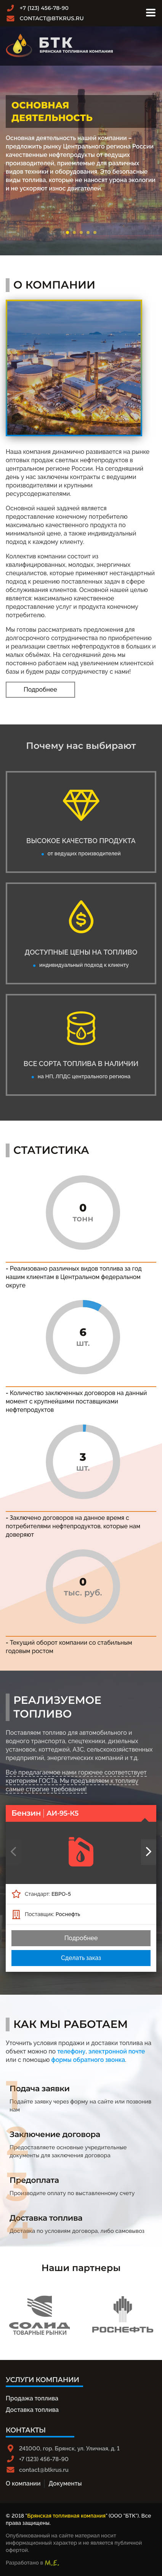 +7 (123) 456-78-90
CONTACT@BTKRUS.RU
БТК
БРЯНСКАЯ ТОПЛИВНАЯ КОМПАНИЯ
ОСНОВНАЯ
ДЕЯТЕЛЬНОСТЬ
Основная деятельность нашей компании –
предложить рынку Центрального региона России
качественные нефтепродукты от ведущих
производителей, приемлемые для различных
видов техники и оборудования. Это безопасные
виды топлива, которые не наносят урона экологии
и не ускоряют износ двигателей.
О КОМПАНИИ
Наша компания динамично развивается на рынке
оптовых продаж светлых нефтепродуктов в
центральном регионе России. На сегодняшний
день у нас заключены контракты с ведущими
производителями и крупными
ресурсодержателями.
Основной нашей задачей является
предоставление конечному потребителю
максимально качественного продукта по
минимальной цене, а также индивидуальный
подход к каждому клиенту.
Коллектив компании состоит из
квалифицированных, молодых, энергичных
специалистов, которые применяют нестандартный
подход к решению поставленных задач в сфере
обслуживания клиентов. Основной нашей целью
является максимально качественное
предоставление услуг и продукта конечному
потребителю.
Мы готовы рассматривать предложения для
дальнейшего сотрудничества по приобретению
и реализации светлых нефтепродуктов в больших и
малых объёмах. На сегодняшний день мы
постоянно работаем над увеличением клиентской
базы и будем рады сотрудничеству с нами!
Подробнее
Почему нас выбирают
ВЫСОКОЕ КАЧЕСТВО ПРОДУКТА
от ведущих производителей
ДОСТУПНЫЕ ЦЕНЫ НА ТОПЛИВО
индивидуальный подход к клиенту
ВСЕ СОРТА ТОПЛИВА В НАЛИЧИИ
на НП, ЛПДС центрального региона
СТАТИСТИКА
0
тонн
- Реализовано различных видов топлива за год
нашим клиентам в Центральном федеральном
округе
6
шт.
- Количество заключенных договоров на данный
момент с крупнейшими поставщиками
нефтепродуктов
3
шт.
- Заключено договоров на данное время с
потребителями нефтепродуктов, которые нам
доверяют
0
тыс. руб.
- Текущий оборот компании со стабильным
годовым ростом
РЕАЛИЗУЕМОЕ
ТОПЛИВО
Поставляем топливо для автомобильного и
водного транспорта, спецтехники, дизельных
установок, коттеджей, АЗС, сельскохозяйственных
предприятий, энергетических компаний и т.д.
Всё предлагаемое нами горючее соответствует
критериям ГОСТа. Мы предъявляем к топливу
самые строгие требования!
Бензин | АИ-95-К5
Стандарт: ЕВРО-5
Поставщик: Роснефть
Подробнее
Сделать заказ
КАК МЫ РАБОТАЕМ
Уточнить условия продажи и доставки топлива на
объект можно по телефону, электронной почте
или с помощью формы обратного звонка.
1
Подача заявки
Подайте заявку через форму на сайте или позвонив
нам
2
Заключение договора
Предоставляете основные учредительные
документы для заключения договора
3
Предоплата
Производите оплату по выставленному счету
4
Доставка топлива
Доставка по условиям договора, либо самовывоз
Наши партнеры
СОЛИД
ТОВАРНЫЕ РЫНКИ
РОСНЕФТЬ
УСЛУГИ КОМПАНИИ
Продажа топлива
Доставка топлива
КОНТАКТЫ
241000, гор. Брянск, ул. Уличная, д. 1
+7 (123) 456-78-90
contact@btkrus.ru
О компании | Документы
© 2018 "Брянская топливная компания" (ООО "БТК"). Все
права защищены.
Опубликованная на сайте материал носит
информационный характер и не является публичной
офертой.
Разработано в